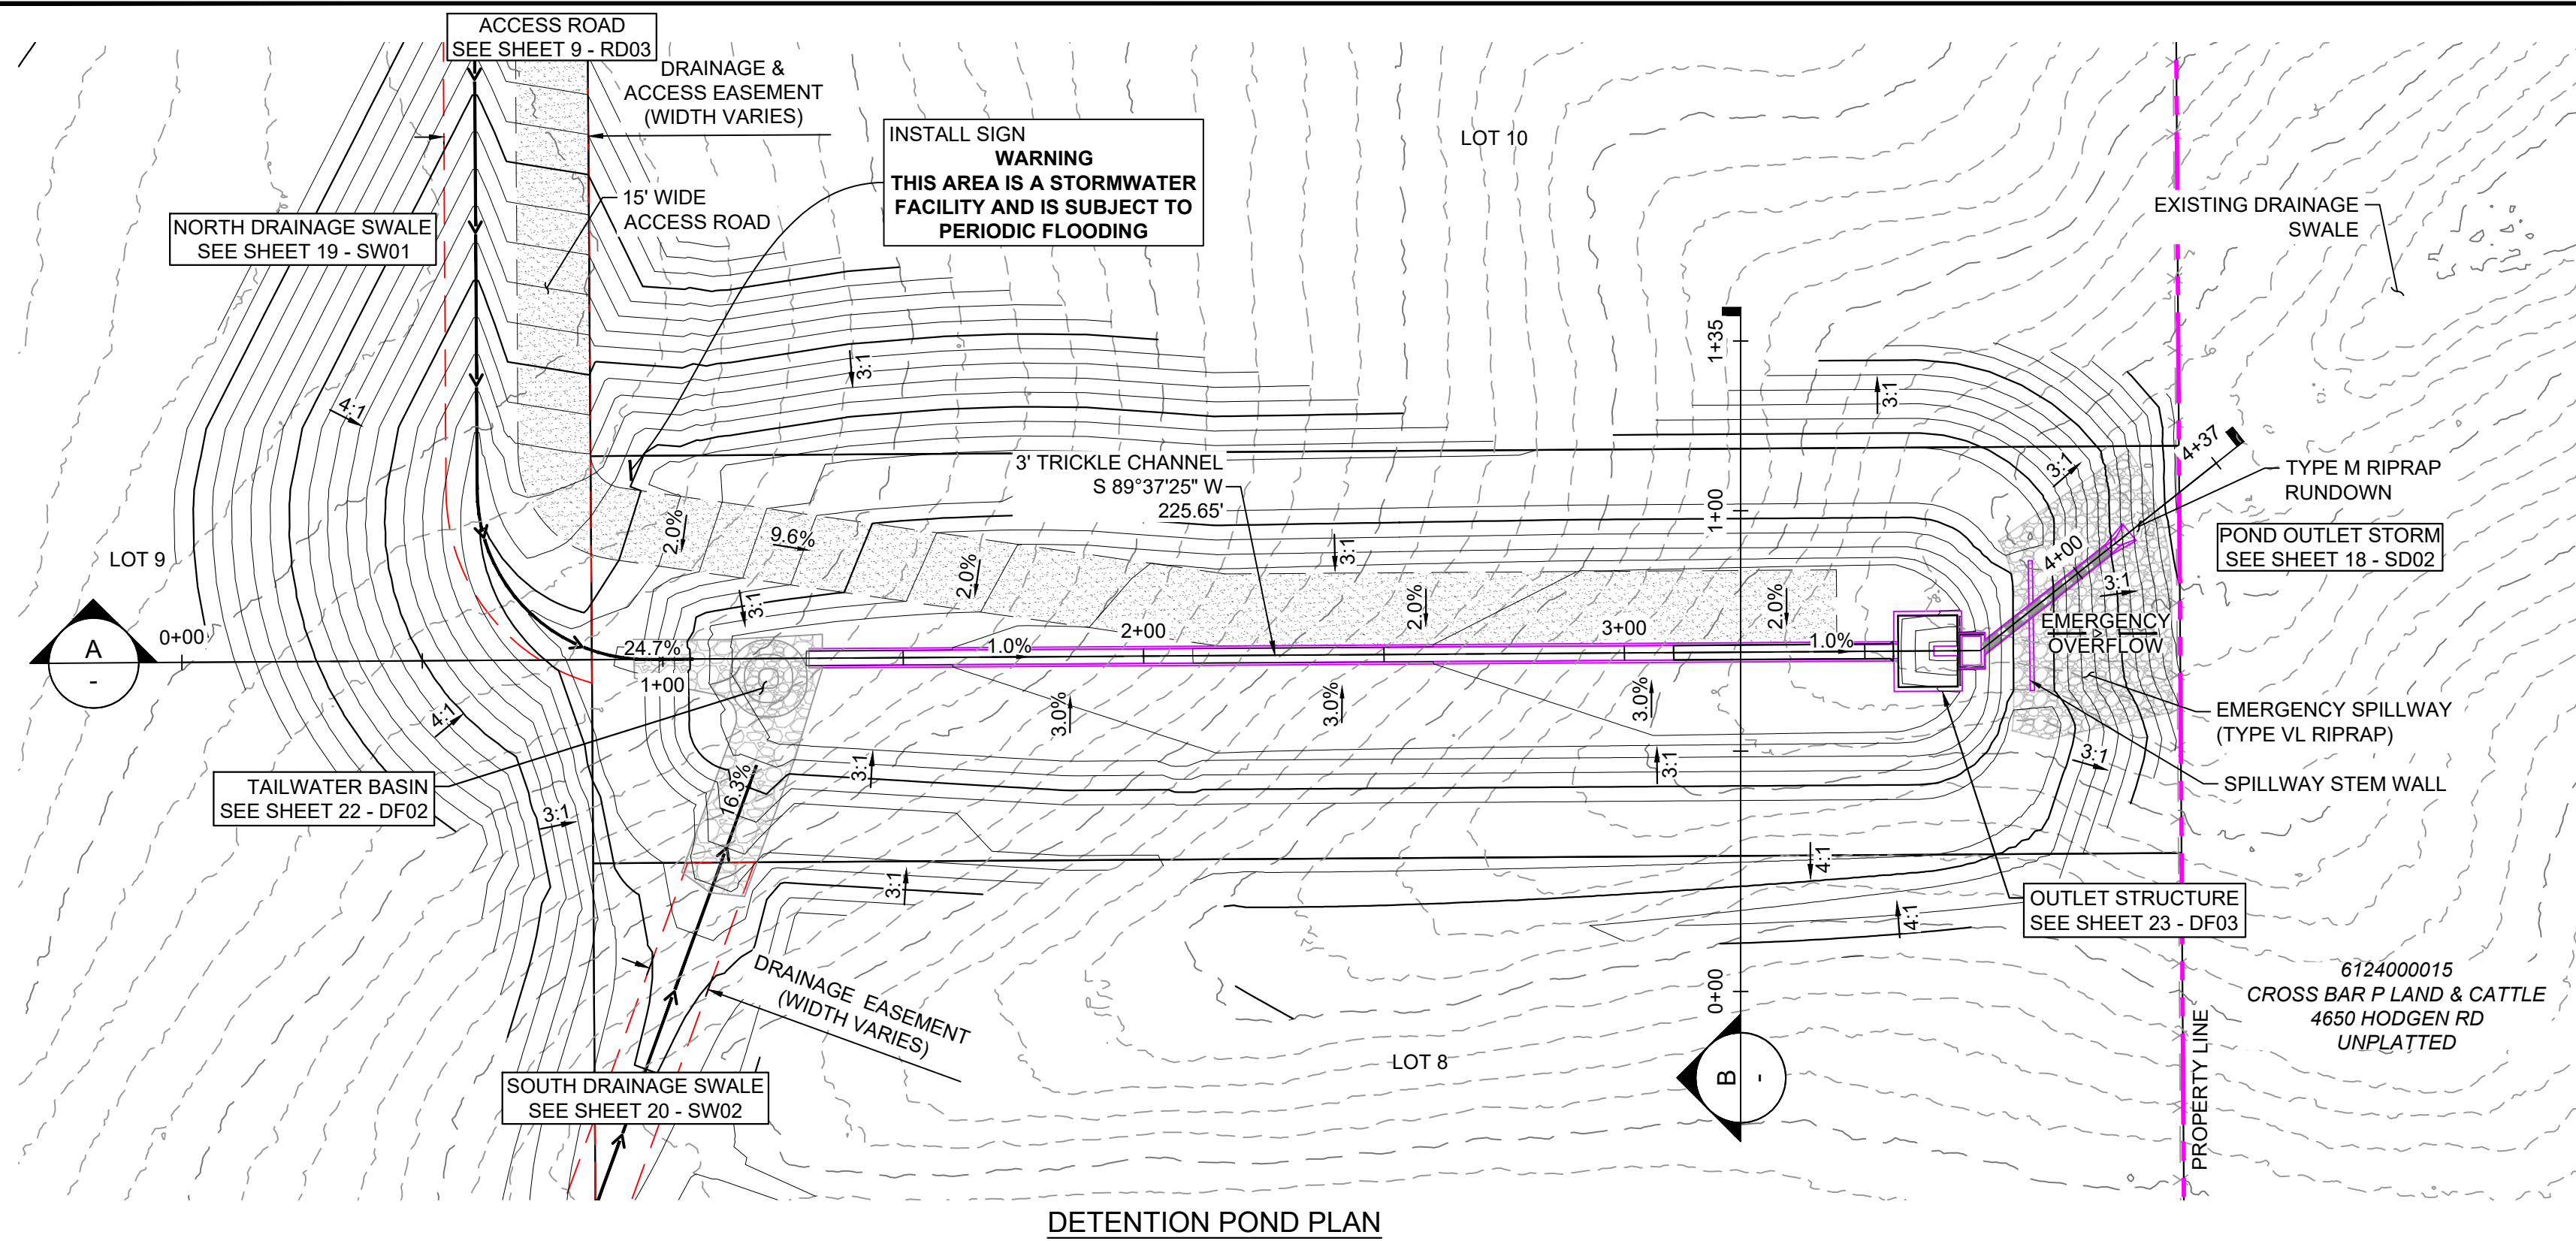 ACCESS ROAD
SEE SHEET 9 - RD03
DRAINAGE &
ACCESS EASEMENT
(WIDTH VARIES)
INSTALL SIGN
WARNING
THIS AREA IS A STORMWATER
FACILITY AND IS SUBJECT TO
PERIODIC FLOODING
LOT 10
15' WIDE
ACCESS ROAD
NORTH DRAINAGE SWALE
SEE SHEET 19 - SW01
EXISTING DRAINAGE
SWALE
1+35
3:1
3:1
4:1
3' TRICKLE CHANNEL
S 89°37'25" W
225.65'
4+37
3:1
TYPE M RIPRAP
RUNDOWN
1+00
2.0%
9.6%
POND OUTLET STORM
SEE SHEET 18 - SD02
LOT 9
3:1
4+00
2.0%
3:1
3:1
2.0%
2.0%
A
-
0+00
24.7%
1.0%
2+00
3+00
1.0%
EMERGENCY
OVERFLOW
1+00
3.0%
3.0%
3.0%
4:1
EMERGENCY SPILLWAY
(TYPE VL RIPRAP)
3:1
3:1
3:1
SPILLWAY STEM WALL
TAILWATER BASIN
SEE SHEET 22 - DF02
16.3%
3:1
4:1
3:1
4:1
OUTLET STRUCTURE
SEE SHEET 23 - DF03
DRAINAGE EASEMENT
(WIDTH VARIES)
0+00
6124000015
CROSS BAR P LAND & CATTLE
4650 HODGEN RD
UNPLATTED
LOT 8
B
-
PROPERTY LINE
SOUTH DRAINAGE SWALE
SEE SHEET 20 - SW02
DETENTION POND PLAN